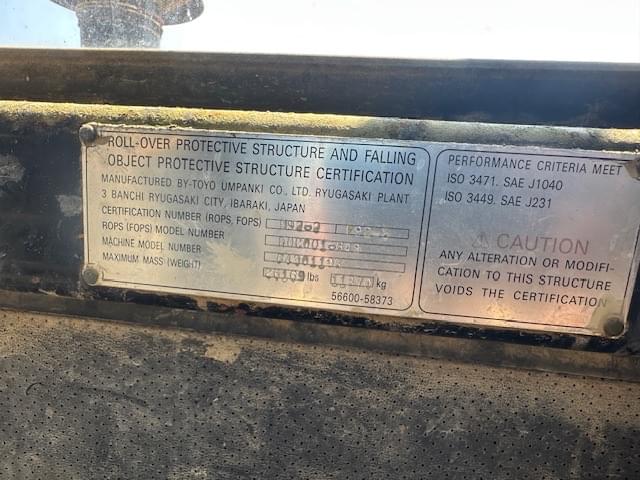 ROLL-OVER PROTECTIVE STRUCTURE AND FALLING
OBJECT PROTECTIVE STRUCTURE CERTIFICATION
MANUFACTURED BY-TOYO UMPANKI CO., LTD. RYUGASAKI PLANT
3 BANCHI RYUGASAKI CITY, IBARAKI, JAPAN
CERTIFICATION NUMBER (ROPS, FOPS)
ROPS (FOPS) MODEL NUMBER
MACHINE MODEL NUMBER
MAXIMUM MASS (WEIGHT) lbs kg
56600-58373
PERFORMANCE CRITERIA MEET
ISO 3471. SAE J1040
ISO 3449. SAE J231
⚠ CAUTION
ANY ALTERATION OR MODIFI-
CATION TO THIS STRUCTURE
VOIDS THE CERTIFICATION